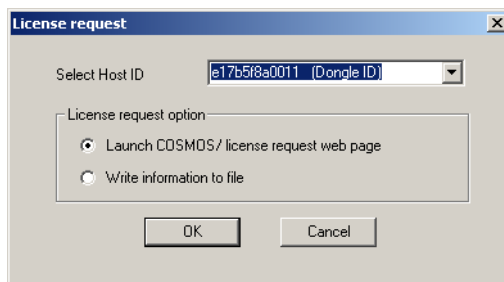 License request
Select Host ID
e17b5f8a0011 (Dongle ID)
License request option
Launch COSMOS/ license request web page
Write information to file
OK
Cancel